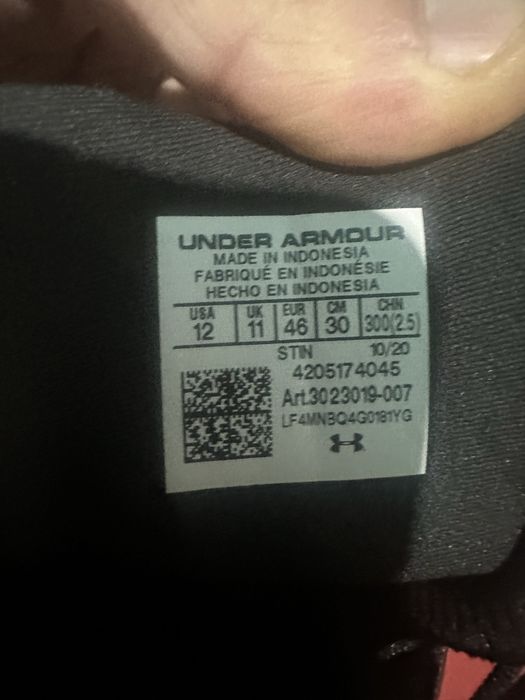 UNDER ARMOUR
MADE IN INDONESIA
FABRIQUÉ EN INDONÉSIE
HECHO EN INDONESIA
USA UK EUR CM CHN
12 11 46 30 300(2.5)
STIN 10/20
4205174045
Art.3023019-007
LF4MNBQ4G0181YG